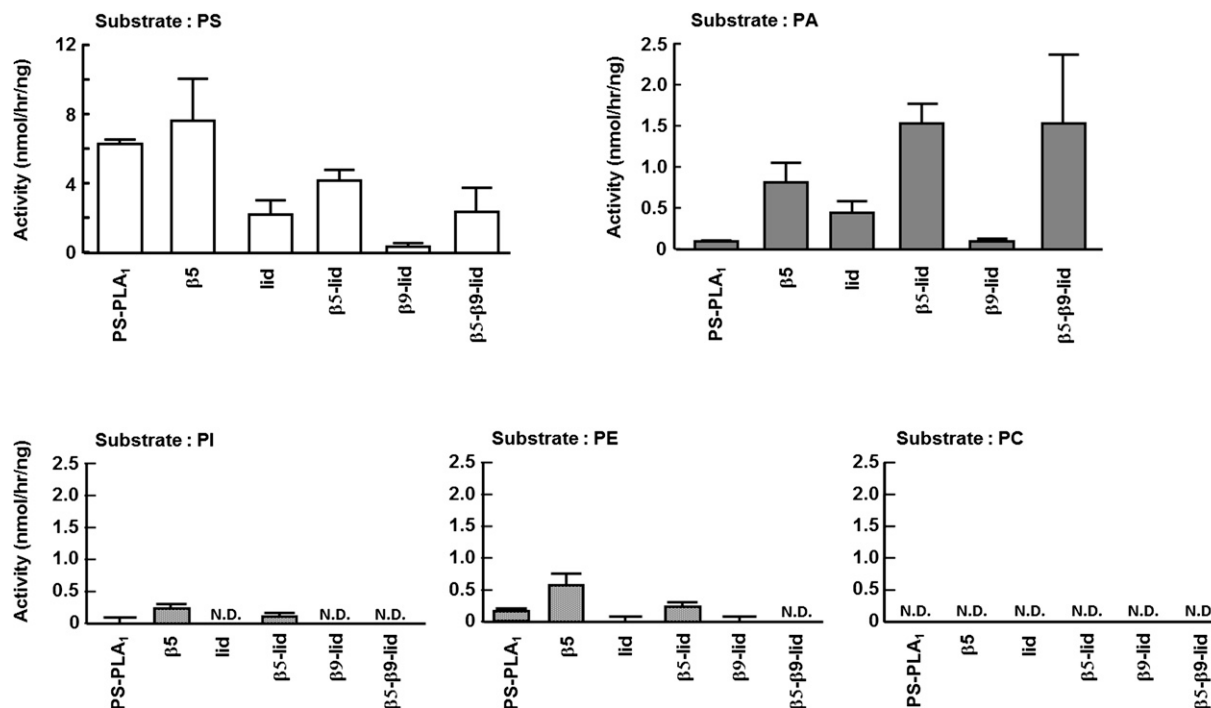 Substrate : PS
Activity (nmol/hr/ng)
12
8
4
0
PS-PLA₁
β5
lid
β5-lid
β9-lid
β5-β9-lid
Substrate : PA
Activity (nmol/hr/ng)
2.5
2.0
1.5
1.0
0.5
0
PS-PLA₁
β5
lid
β5-lid
β9-lid
β5-β9-lid
Substrate : PI
Activity (nmol/hr/ng)
2.5
2.0
1.5
1.0
0.5
0
N.D.
N.D.
N.D.
PS-PLA₁
β5
lid
β5-lid
β9-lid
β5-β9-lid
Substrate : PE
2.5
2.0
1.5
1.0
0.5
0
N.D.
PS-PLA₁
β5
lid
β5-lid
β9-lid
β5-β9-lid
Substrate : PC
2.5
2.0
1.5
1.0
0.5
0
N.D. N.D. N.D. N.D. N.D. N.D.
PS-PLA₁
β5
lid
β5-lid
β9-lid
β5-β9-lid